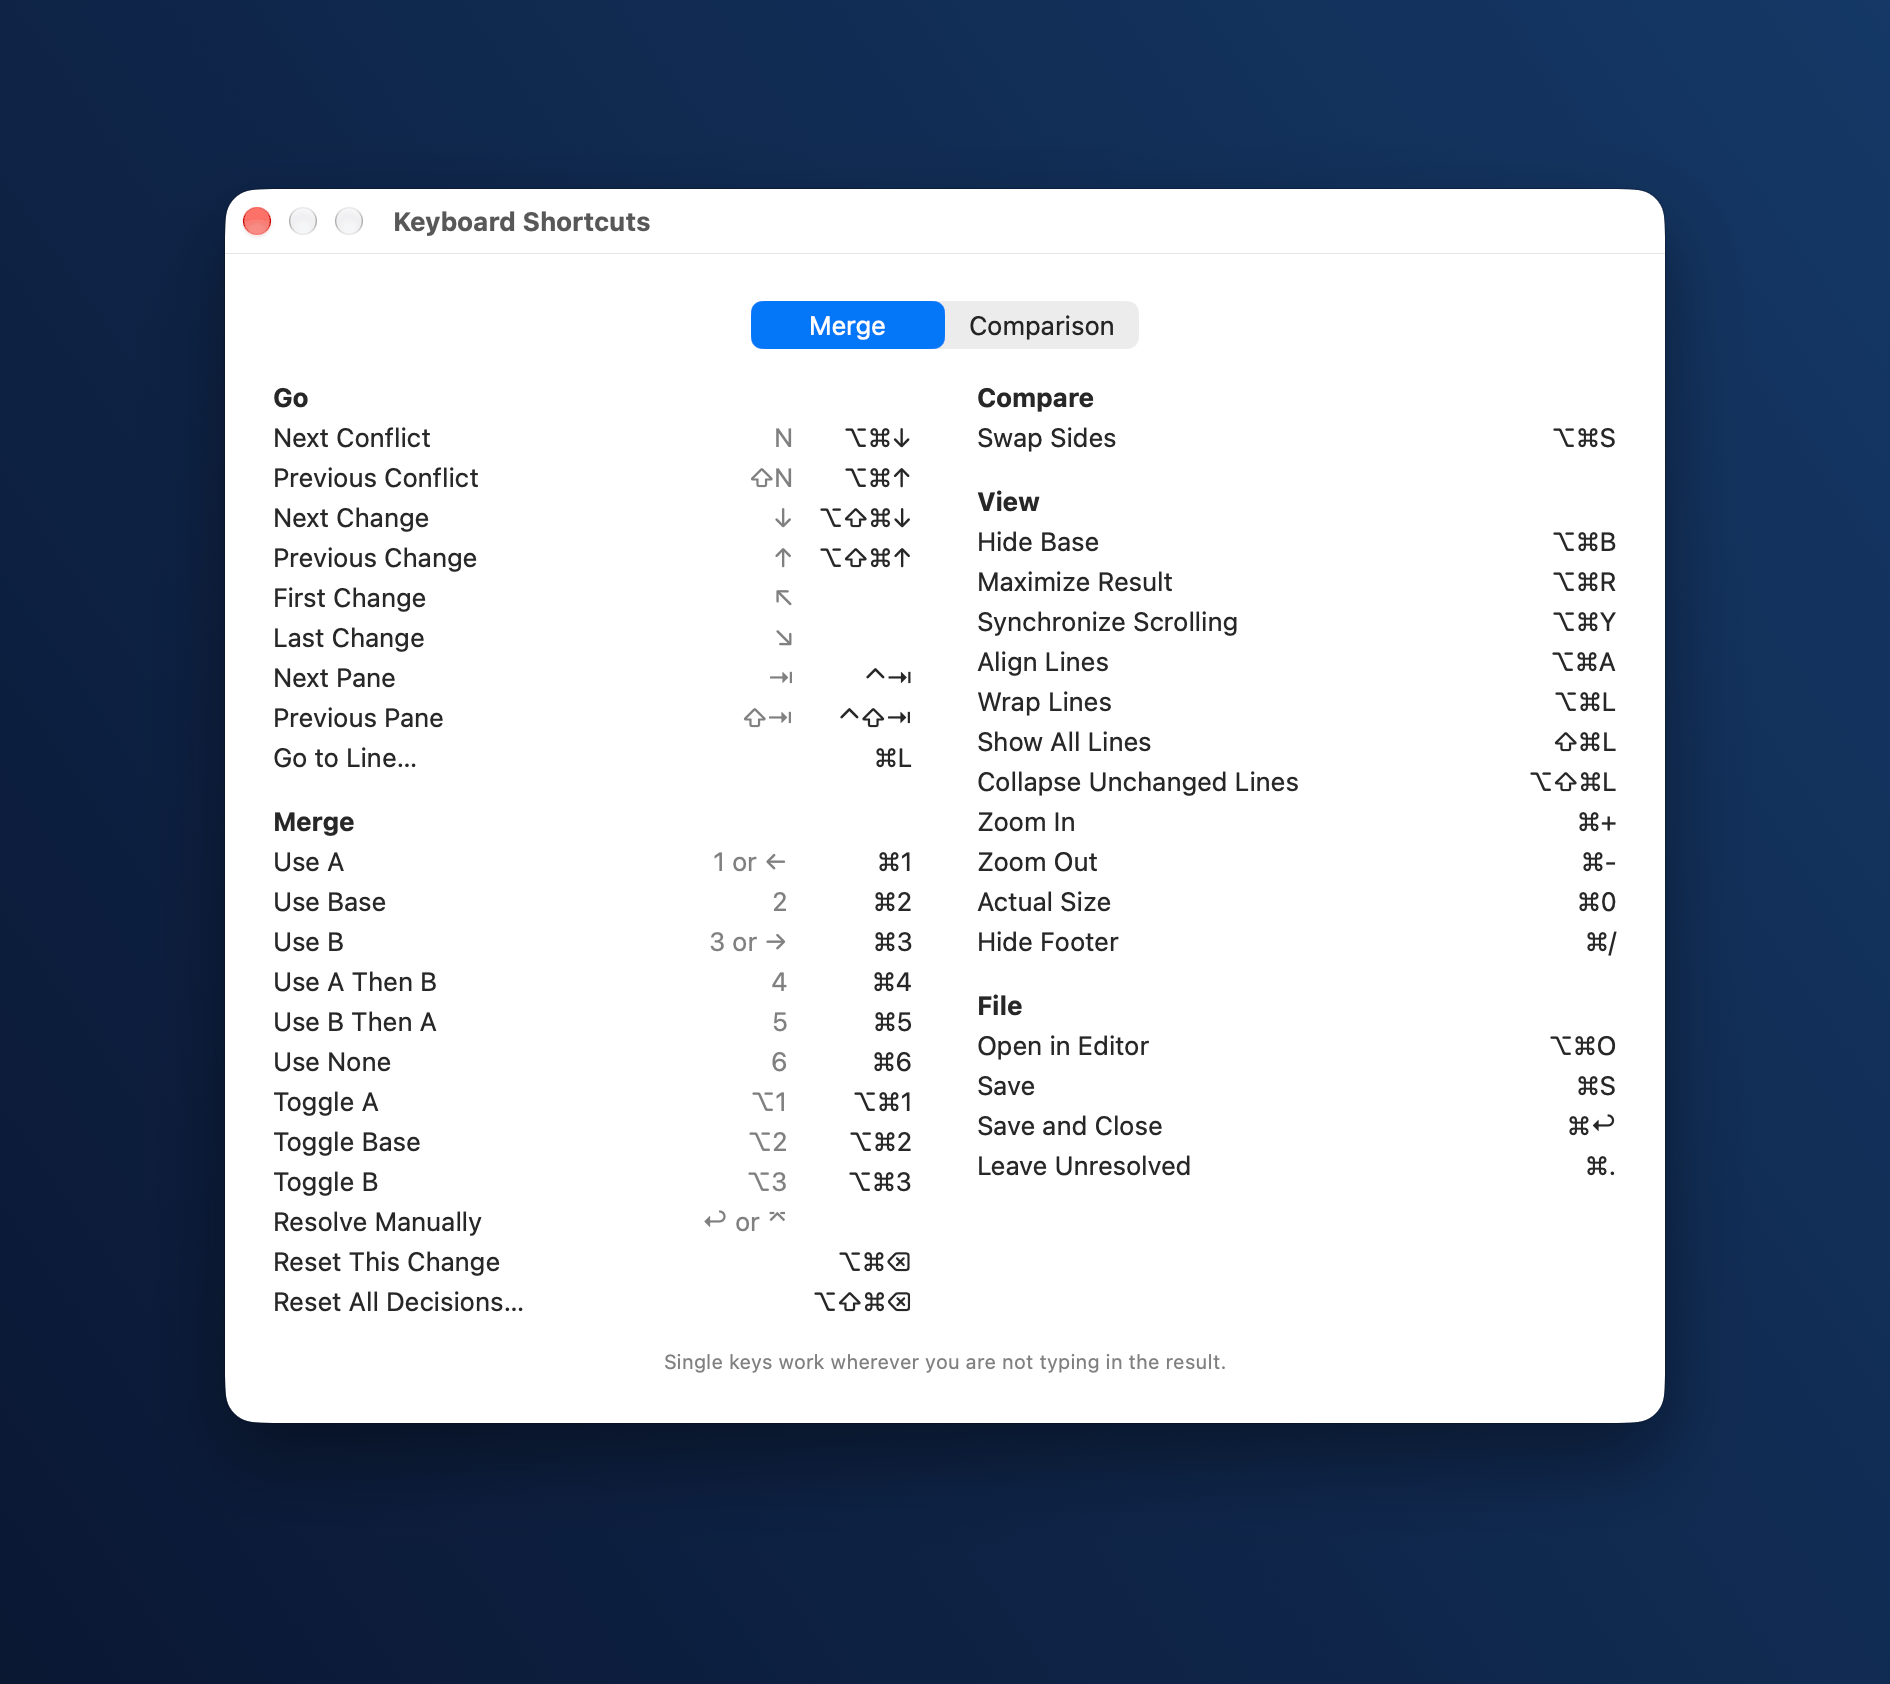 Keyboard Shortcuts
Merge Comparison
Go
Next Conflict N ⌥⌘↓
Previous Conflict ⇧N ⌥⌘↑
Next Change ↓ ⌥⇧⌘↓
Previous Change ↑ ⌥⇧⌘↑
First Change ↖
Last Change ↘
Next Pane ⇥ ^⇥
Previous Pane ⇧⇥ ^⇧⇥
Go to Line... ⌘L
Merge
Use A 1 or ← ⌘1
Use Base 2 ⌘2
Use B 3 or → ⌘3
Use A Then B 4 ⌘4
Use B Then A 5 ⌘5
Use None 6 ⌘6
Toggle A ⌥1 ⌥⌘1
Toggle Base ⌥2 ⌥⌘2
Toggle B ⌥3 ⌥⌘3
Resolve Manually ↩ or ⌤
Reset This Change ⌥⌘⌫
Reset All Decisions... ⌥⇧⌘⌫
Compare
Swap Sides ⌥⌘S
View
Hide Base ⌥⌘B
Maximize Result ⌥⌘R
Synchronize Scrolling ⌥⌘Y
Align Lines ⌥⌘A
Wrap Lines ⌥⌘L
Show All Lines ⇧⌘L
Collapse Unchanged Lines ⌥⇧⌘L
Zoom In ⌘+
Zoom Out ⌘-
Actual Size ⌘0
Hide Footer ⌘/
File
Open in Editor ⌥⌘O
Save ⌘S
Save and Close ⌘↩
Leave Unresolved ⌘.
Single keys work wherever you are not typing in the result.